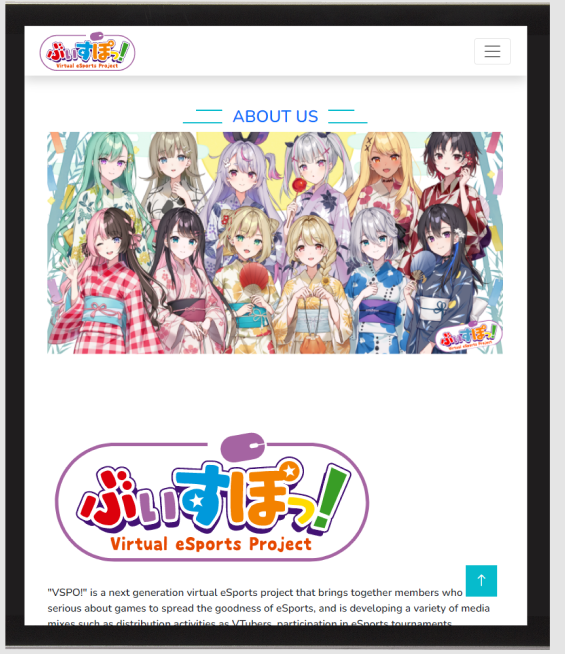 ぶいすぽっ!
Virtual eSports Project
ABOUT US
ぶいすぽっ!
Virtual eSports Project
ぶいすぽっ!
Virtual eSports Project
"VSPO!" is a next generation virtual eSports project that brings together members who
serious about games to spread the goodness of eSports, and is developing a variety of media
mixes such as distribution activities as VTubers, participation in eSports tournaments,